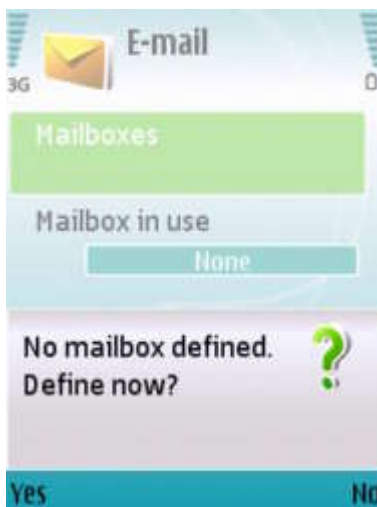 E-mail
3G
Mailboxes
Mailbox in use
None
No mailbox defined.
Define now?
Yes
No